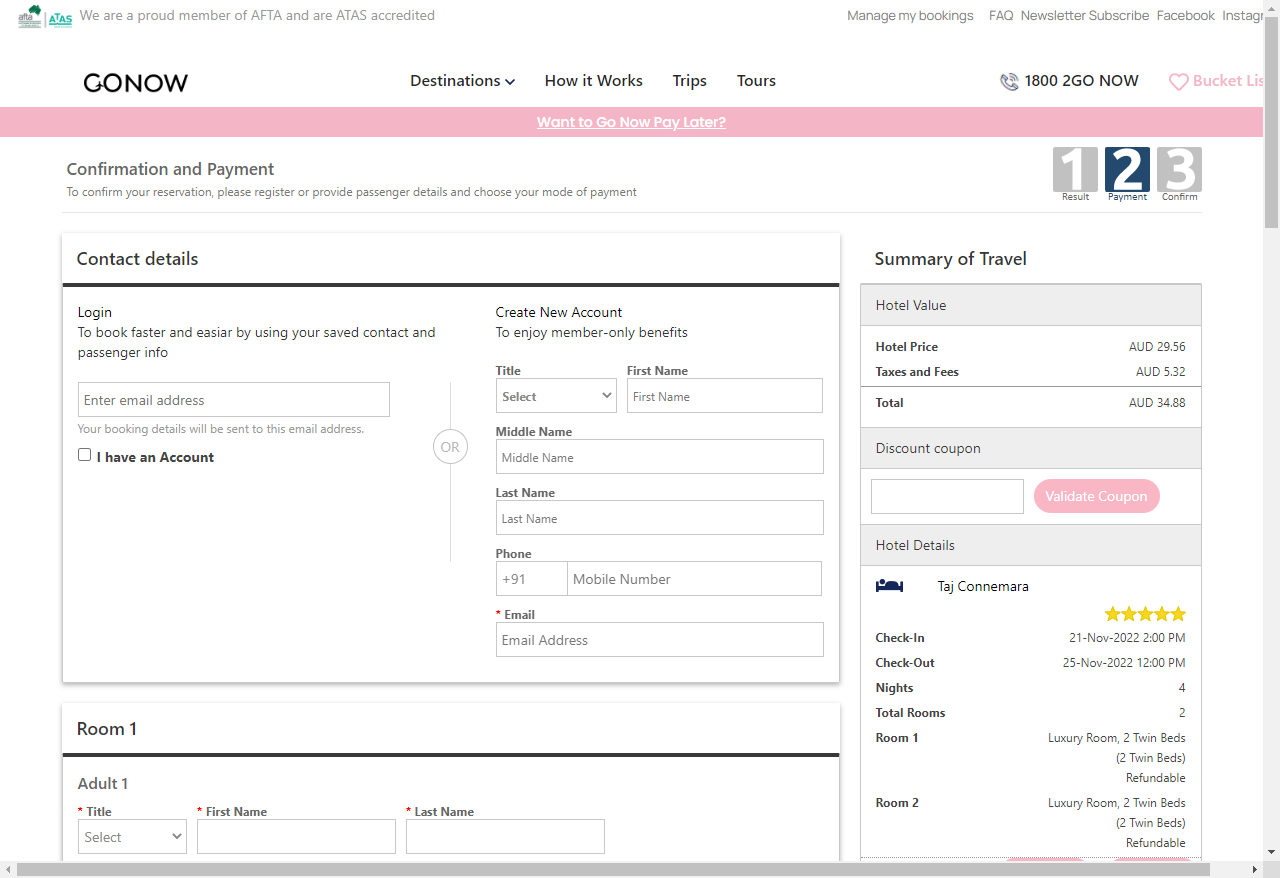 afta ATAS We are a proud member of AFTA and are ATAS accredited
Manage my bookings FAQ Newsletter Subscribe Facebook Instagr
GONOW
Destinations How it Works Trips Tours
1800 2GO NOW
Bucket Lis
Want to Go Now Pay Later?
Confirmation and Payment
To confirm your reservation, please register or provide passenger details and choose your mode of payment
1 2 3
Result Payment Confirm
Contact details
Login
To book faster and easiar by using your saved contact and
passenger info
Enter email address
Your booking details will be sent to this email address.
I have an Account
OR
Create New Account
To enjoy member-only benefits
Title First Name
Select First Name
Middle Name
Middle Name
Last Name
Last Name
Phone
+91 Mobile Number
* Email
Email Address
Room 1
Adult 1
* Title * First Name * Last Name
Select
Summary of Travel
Hotel Value
Hotel Price AUD 29.56
Taxes and Fees AUD 5.32
Total AUD 34.88
Discount coupon
Validate Coupon
Hotel Details
Taj Connemara
Check-In 21-Nov-2022 2:00 PM
Check-Out 25-Nov-2022 12:00 PM
Nights 4
Total Rooms 2
Room 1 Luxury Room, 2 Twin Beds
(2 Twin Beds)
Refundable
Room 2 Luxury Room, 2 Twin Beds
(2 Twin Beds)
Refundable